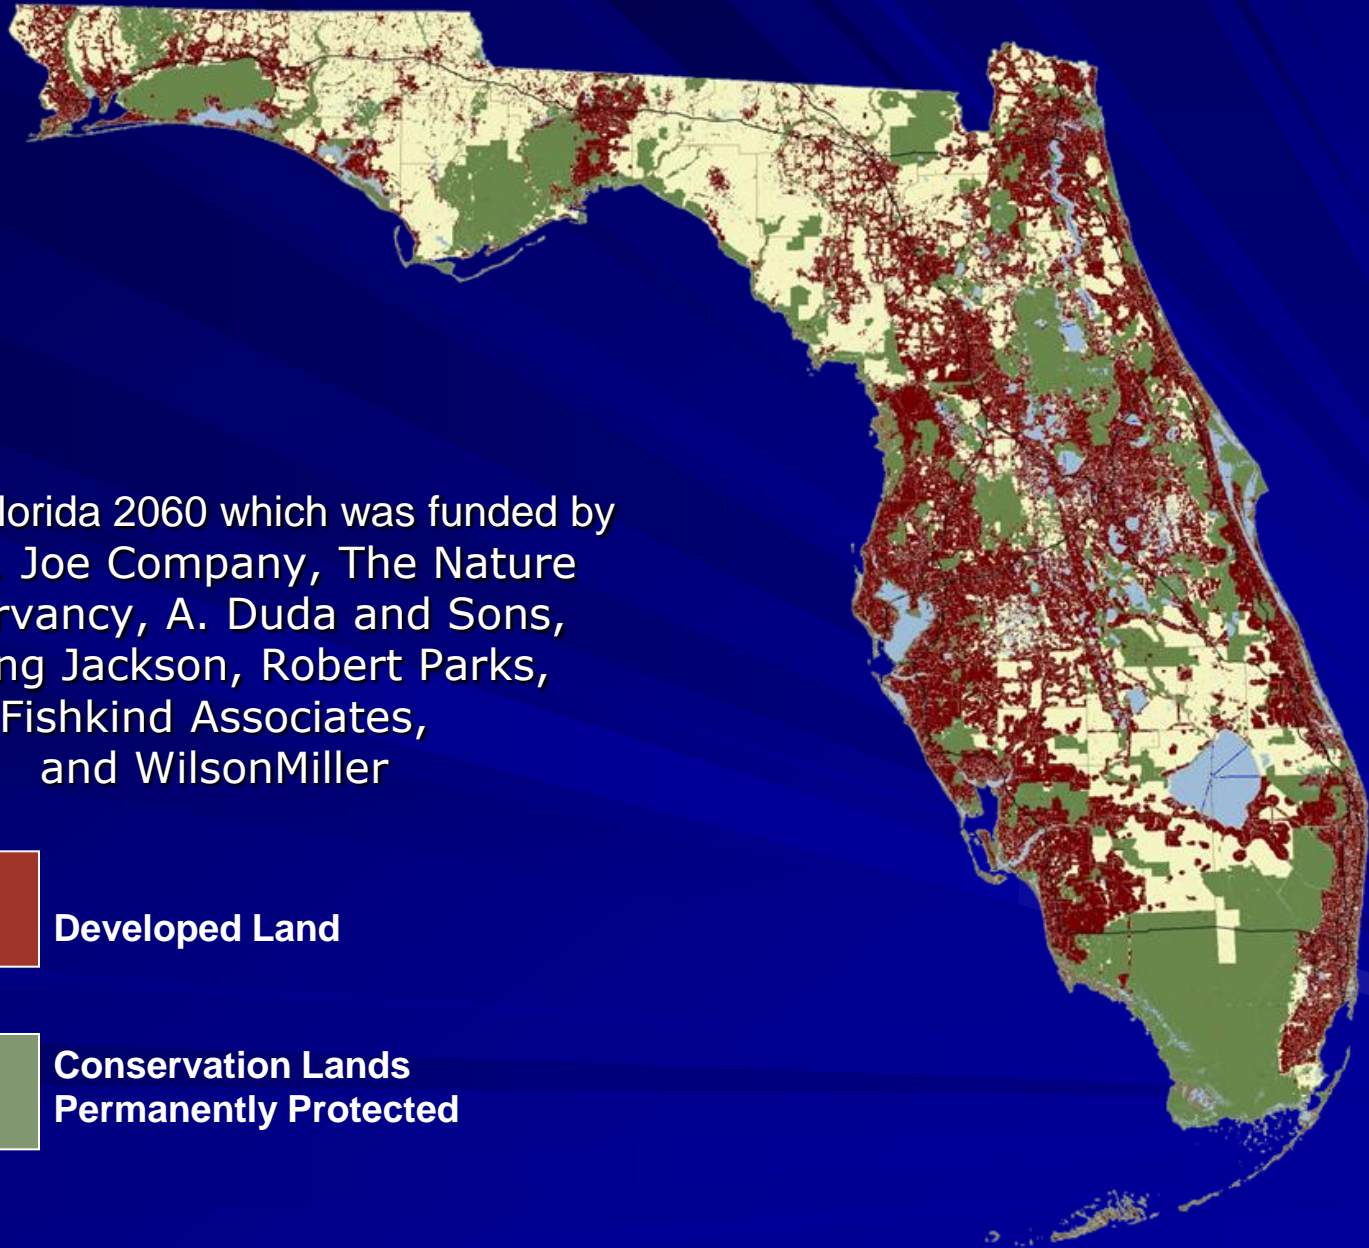 lorida 2060 which was funded by
Joe Company, The Nature
rvancy, A. Duda and Sons,
ng Jackson, Robert Parks,
Fishkind Associates,
and WilsonMiller
Developed Land
Conservation Lands
Permanently Protected